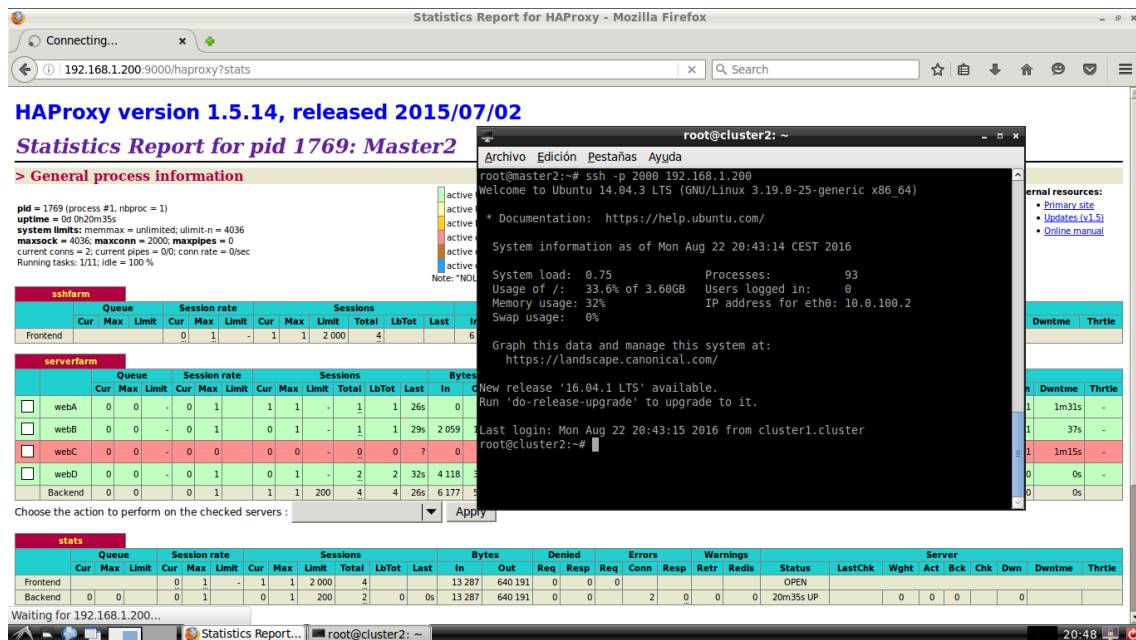 Statistics Report for HAProxy - Mozilla Firefox
Connecting...
192.168.1.200:9000/haproxy?stats
Search
HAProxy version 1.5.14, released 2015/07/02
Statistics Report for pid 1769: Master2
> General process information
pid = 1769 (process #1, nbproc = 1)
uptime = 0d 0h20m35s
system limits: memmax = unlimited; ulimit-n = 4036
maxsock = 4036; maxconn = 2000; maxpipes = 0
current conns = 2; current pipes = 0/0; conn rate = 0/sec
Running tasks: 1/11; idle = 100 %
active
active
active
active
active
active
Note: "NOL
ernal resources:
Primary site
Updates (v1.5)
Online manual
root@cluster2: ~
Archivo Edición Pestañas Ayuda
root@master2:~# ssh -p 2000 192.168.1.200
Welcome to Ubuntu 14.04.3 LTS (GNU/Linux 3.19.0-25-generic x86_64)
* Documentation: https://help.ubuntu.com/
System information as of Mon Aug 22 20:43:14 CEST 2016
System load: 0.75 Processes: 93
Usage of /: 33.6% of 3.60GB Users logged in: 0
Memory usage: 32% IP address for eth0: 10.0.100.2
Swap usage: 0%
Graph this data and manage this system at:
https://landscape.canonical.com/
New release '16.04.1 LTS' available.
Run 'do-release-upgrade' to upgrade to it.
Last login: Mon Aug 22 20:43:15 2016 from cluster1.cluster
root@cluster2:~#
sshfarm
Queue Session rate Sessions
Cur Max Limit Cur Max Limit Cur Max Limit Total LbTot Last In Dwntme Thrtle
Frontend 0 1 - 1 1 2 000 4 6
serverfarm
Queue Session rate Sessions Bytes
Cur Max Limit Cur Max Limit Cur Max Limit Total LbTot Last In Dwntme Thrtle
webA 0 0 - 0 1 1 1 - 1 1 26s 0 1 1m31s -
webB 0 0 - 0 1 0 1 - 1 1 29s 2 059 1 37s -
webC 0 0 - 0 0 0 0 - 0 0 ? 0 1 1m15s -
webD 0 0 - 0 1 0 1 - 2 2 32s 4 118 0 0s -
Backend 0 0 0 1 1 1 200 4 4 26s 6 177 0 0s
Choose the action to perform on the checked servers : Apply
stats
Queue Session rate Sessions Bytes Denied Errors Warnings Server
Cur Max Limit Cur Max Limit Cur Max Limit Total LbTot Last In Out Req Resp Req Conn Resp Retr Redis Status LastChk Wght Act Bck Chk Dwn Dwntme Thrtle
Frontend 0 1 - 1 1 2 000 4 13 287 640 191 0 0 0 OPEN
Backend 0 0 0 1 0 1 200 2 0 0s 13 287 640 191 0 0 2 0 0 0 20m35s UP 0 0 0 0
Waiting for 192.168.1.200...
Statistics Report... root@cluster2: ~ 20:48